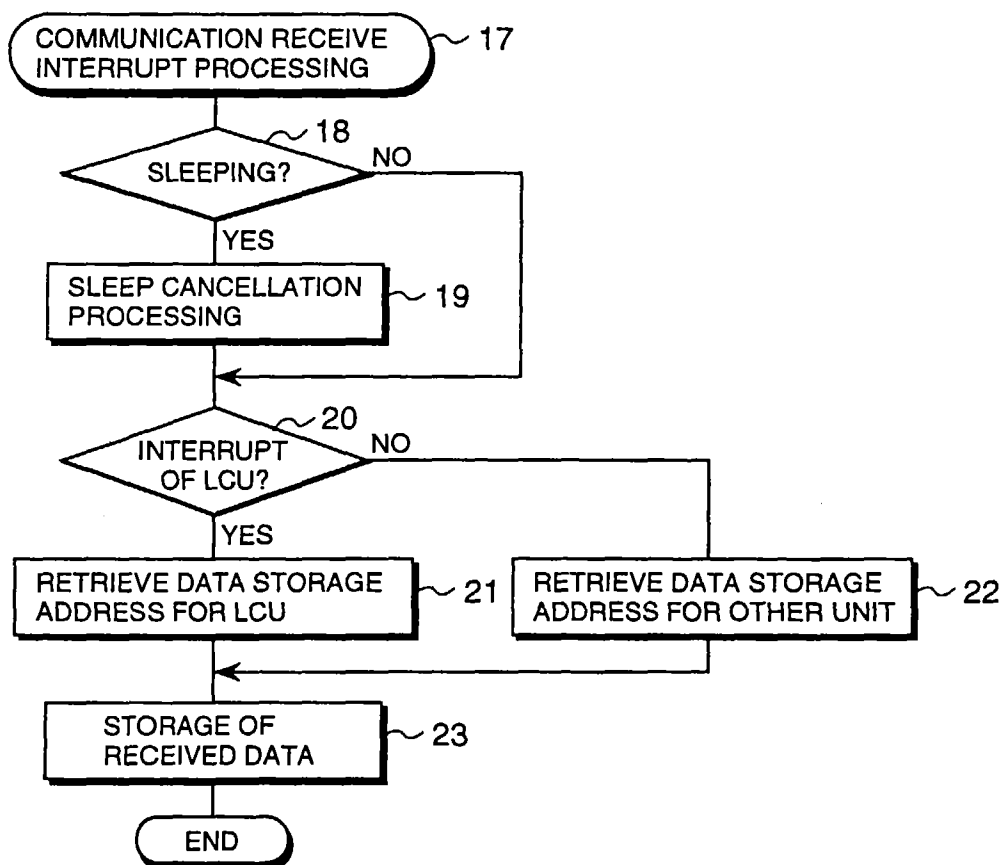 COMMUNICATION RECEIVE
INTERRUPT PROCESSING
17
18
SLEEPING?
NO
YES
SLEEP CANCELLATION
PROCESSING
19
20
INTERRUPT
OF LCU?
NO
YES
RETRIEVE DATA STORAGE
ADDRESS FOR LCU
21
RETRIEVE DATA STORAGE
ADDRESS FOR OTHER UNIT
22
STORAGE OF
RECEIVED DATA
23
END